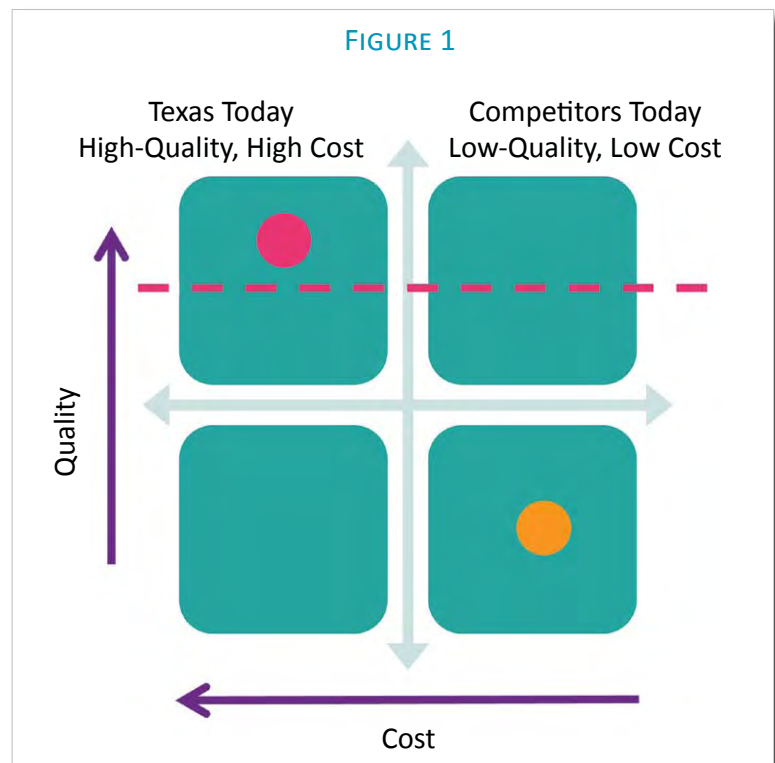 FIGURE 1
Texas Today
High-Quality, High Cost
Competitors Today
Low-Quality, Low Cost
Quality
Cost